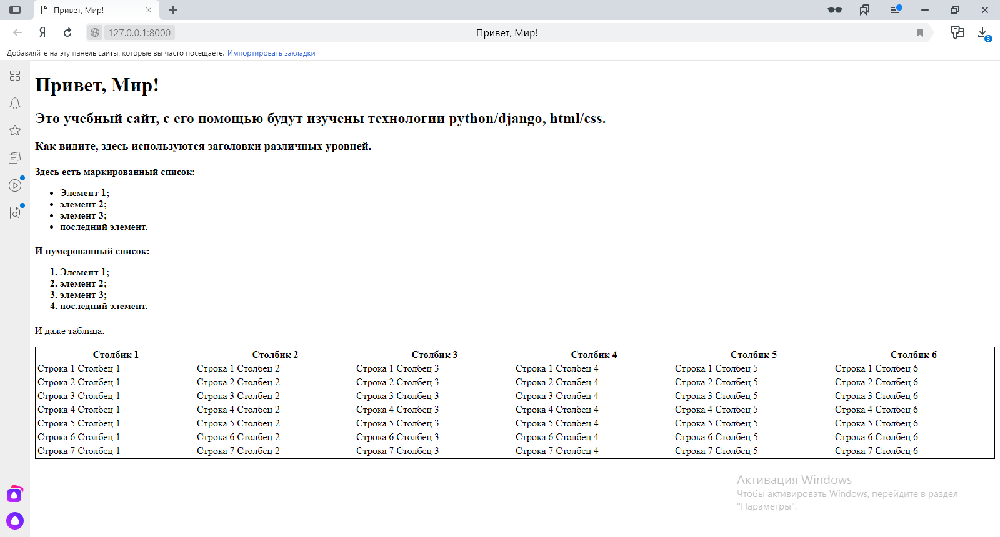 Привет, Мир!
127.0.0.1:8000
Привет, Мир!
3
Добавляйте на эту панель сайты, которые вы часто посещаете. Импортировать закладки
Привет, Мир!
Это учебный сайт, с его помощью будут изучены технологии python/django, html/css.
Как видите, здесь используются заголовки различных уровней.
Здесь есть маркированный список:
• Элемент 1;
• элемент 2;
• элемент 3;
• последний элемент.
И нумерованный список:
1. Элемент 1;
2. элемент 2;
3. элемент 3;
4. последний элемент.
И даже таблица:
Столбик 1 Столбик 2 Столбик 3 Столбик 4 Столбик 5 Столбик 6
Строка 1 Столбец 1 Строка 1 Столбец 2 Строка 1 Столбец 3 Строка 1 Столбец 4 Строка 1 Столбец 5 Строка 1 Столбец 6
Строка 2 Столбец 1 Строка 2 Столбец 2 Строка 2 Столбец 3 Строка 2 Столбец 4 Строка 2 Столбец 5 Строка 2 Столбец 6
Строка 3 Столбец 1 Строка 3 Столбец 2 Строка 3 Столбец 3 Строка 3 Столбец 4 Строка 3 Столбец 5 Строка 3 Столбец 6
Строка 4 Столбец 1 Строка 4 Столбец 2 Строка 4 Столбец 3 Строка 4 Столбец 4 Строка 4 Столбец 5 Строка 4 Столбец 6
Строка 5 Столбец 1 Строка 5 Столбец 2 Строка 5 Столбец 3 Строка 5 Столбец 4 Строка 5 Столбец 5 Строка 5 Столбец 6
Строка 6 Столбец 1 Строка 6 Столбец 2 Строка 6 Столбец 3 Строка 6 Столбец 4 Строка 6 Столбец 5 Строка 6 Столбец 6
Строка 7 Столбец 1 Строка 7 Столбец 2 Строка 7 Столбец 3 Строка 7 Столбец 4 Строка 7 Столбец 5 Строка 7 Столбец 6
Активация Windows
Чтобы активировать Windows, перейдите в раздел
"Параметры".